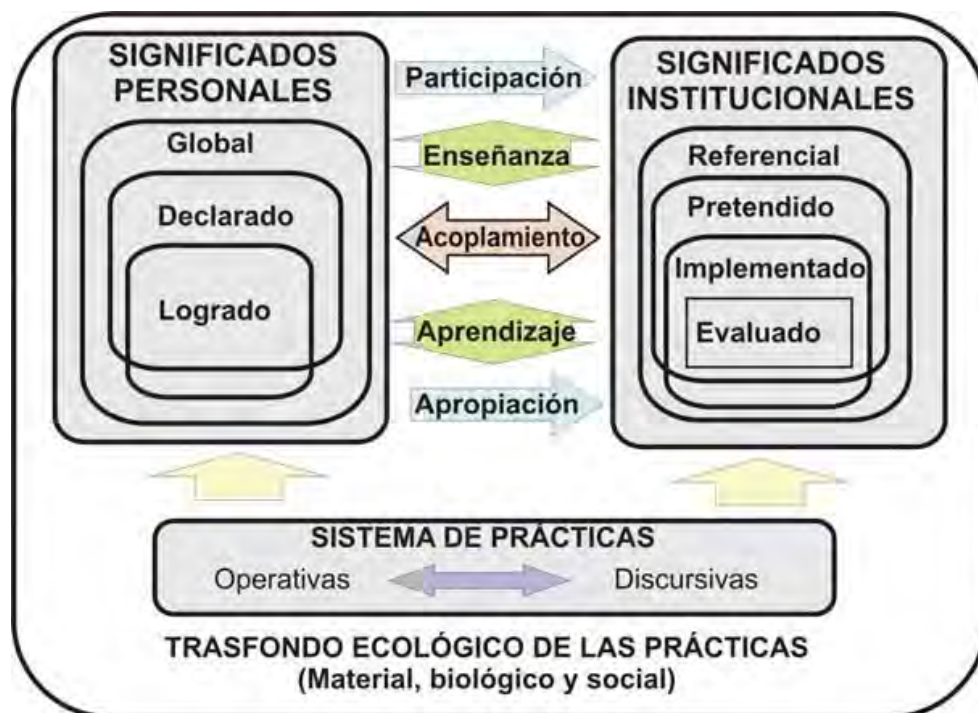 SIGNIFICADOS
PERSONALES
Global
Declarado
Logrado
Participación
Enseñanza
Acoplamiento
Aprendizaje
Apropiación
SIGNIFICADOS
INSTITUCIONALES
Referencial
Pretendido
Implementado
Evaluado
SISTEMA DE PRÁCTICAS
Operativas
Discursivas
TRASFONDO ECOLÓGICO DE LAS PRÁCTICAS
(Material, biológico y social)